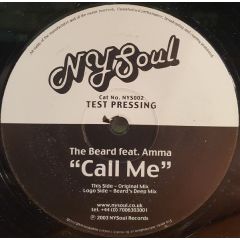 NYSoul
Cat No. NYS002
TEST PRESSING
The Beard feat. Amma
"Call Me"
This Side - Original Mix
Logo Side - Beard's Deep Mix
www.nysoul.co.uk
tel. +44 (0) 7000303001
℗ © 2003 NYSoul Records